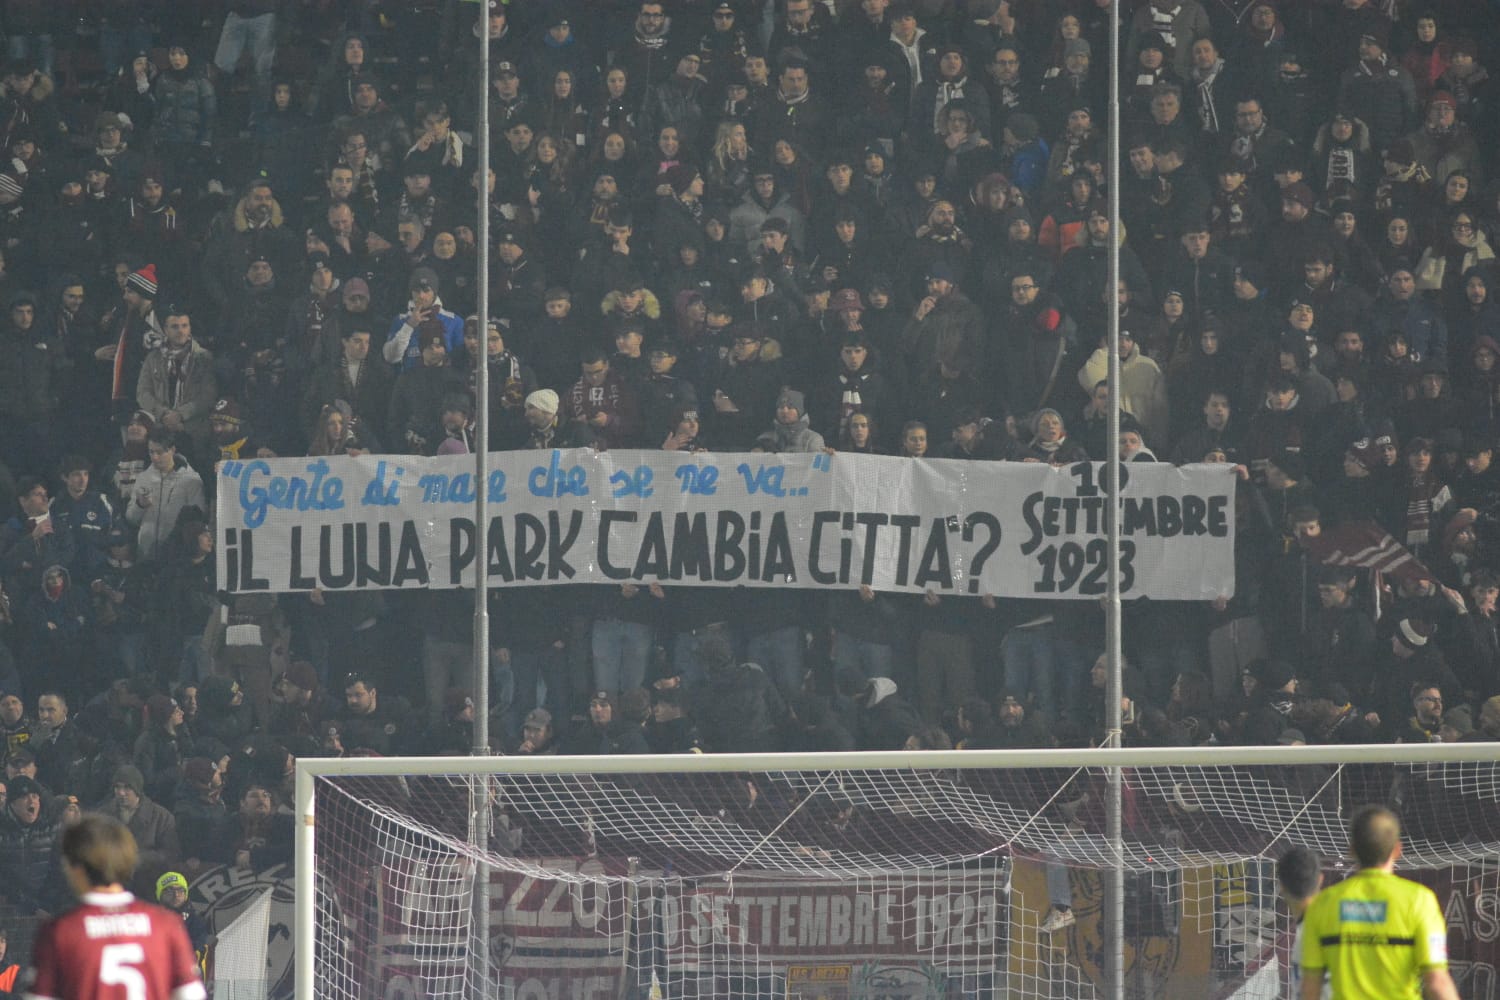 "Gente di mare che se ne va..."
iL LUNA PARK CAMBiA CiTTA'?
10
SETTEMBRE
1923
10 SETTEMBRE 1923
U.S. AREZZO
5